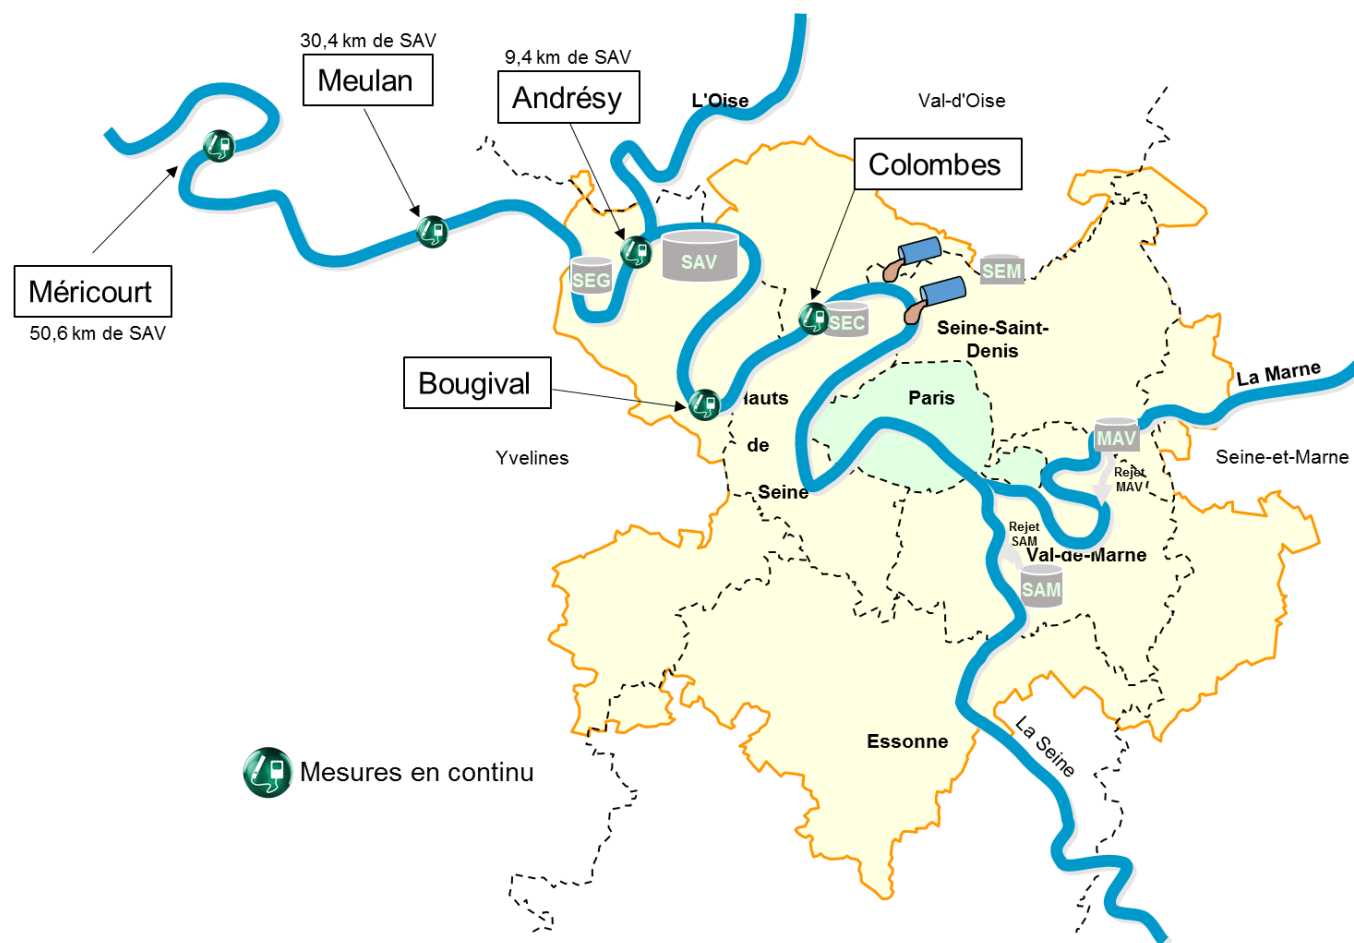 30,4 km de SAV
Meulan
9,4 km de SAV
Andrésy
L'Oise
Val-d'Oise
Colombes
Méricourt
50,6 km de SAV
SEG
SAV
SEM
SEC
Seine-Saint-
Denis
Bougival
La Marne
Paris
Hauts
de
Seine
MAV
Rejet
MAV
Yvelines
Seine-et-Marne
Rejet
SAM
Val-de-Marne
SAM
La Seine
Essonne
Mesures en continu